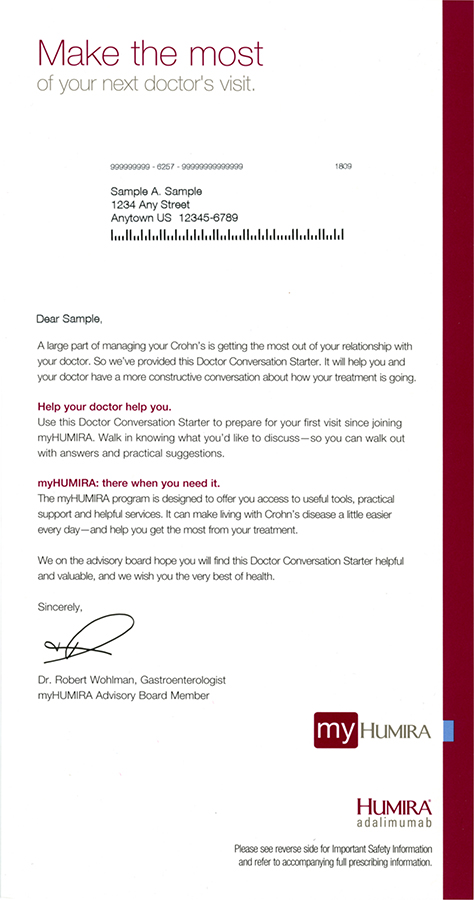 Make the most
of your next doctor's visit.
999999999 - 6257 - 99999999999999 1809
Sample A. Sample
1234 Any Street
Anytown US 12345-6789
Dear Sample,
A large part of managing your Crohn's is getting the most out of your relationship with
your doctor. So we've provided this Doctor Conversation Starter. It will help you and
your doctor have a more constructive conversation about how your treatment is going.
Help your doctor help you.
Use this Doctor Conversation Starter to prepare for your first visit since joining
myHUMIRA. Walk in knowing what you'd like to discuss—so you can walk out
with answers and practical suggestions.
myHUMIRA: there when you need it.
The myHUMIRA program is designed to offer you access to useful tools, practical
support and helpful services. It can make living with Crohn's disease a little easier
every day—and help you get the most from your treatment.
We on the advisory board hope you will find this Doctor Conversation Starter helpful
and valuable, and we wish you the very best of health.
Sincerely,
Dr. Robert Wohlman, Gastroenterologist
myHUMIRA Advisory Board Member
my HUMIRA
HUMIRA®
adalimumab
Please see reverse side for Important Safety Information
and refer to accompanying full prescribing information.